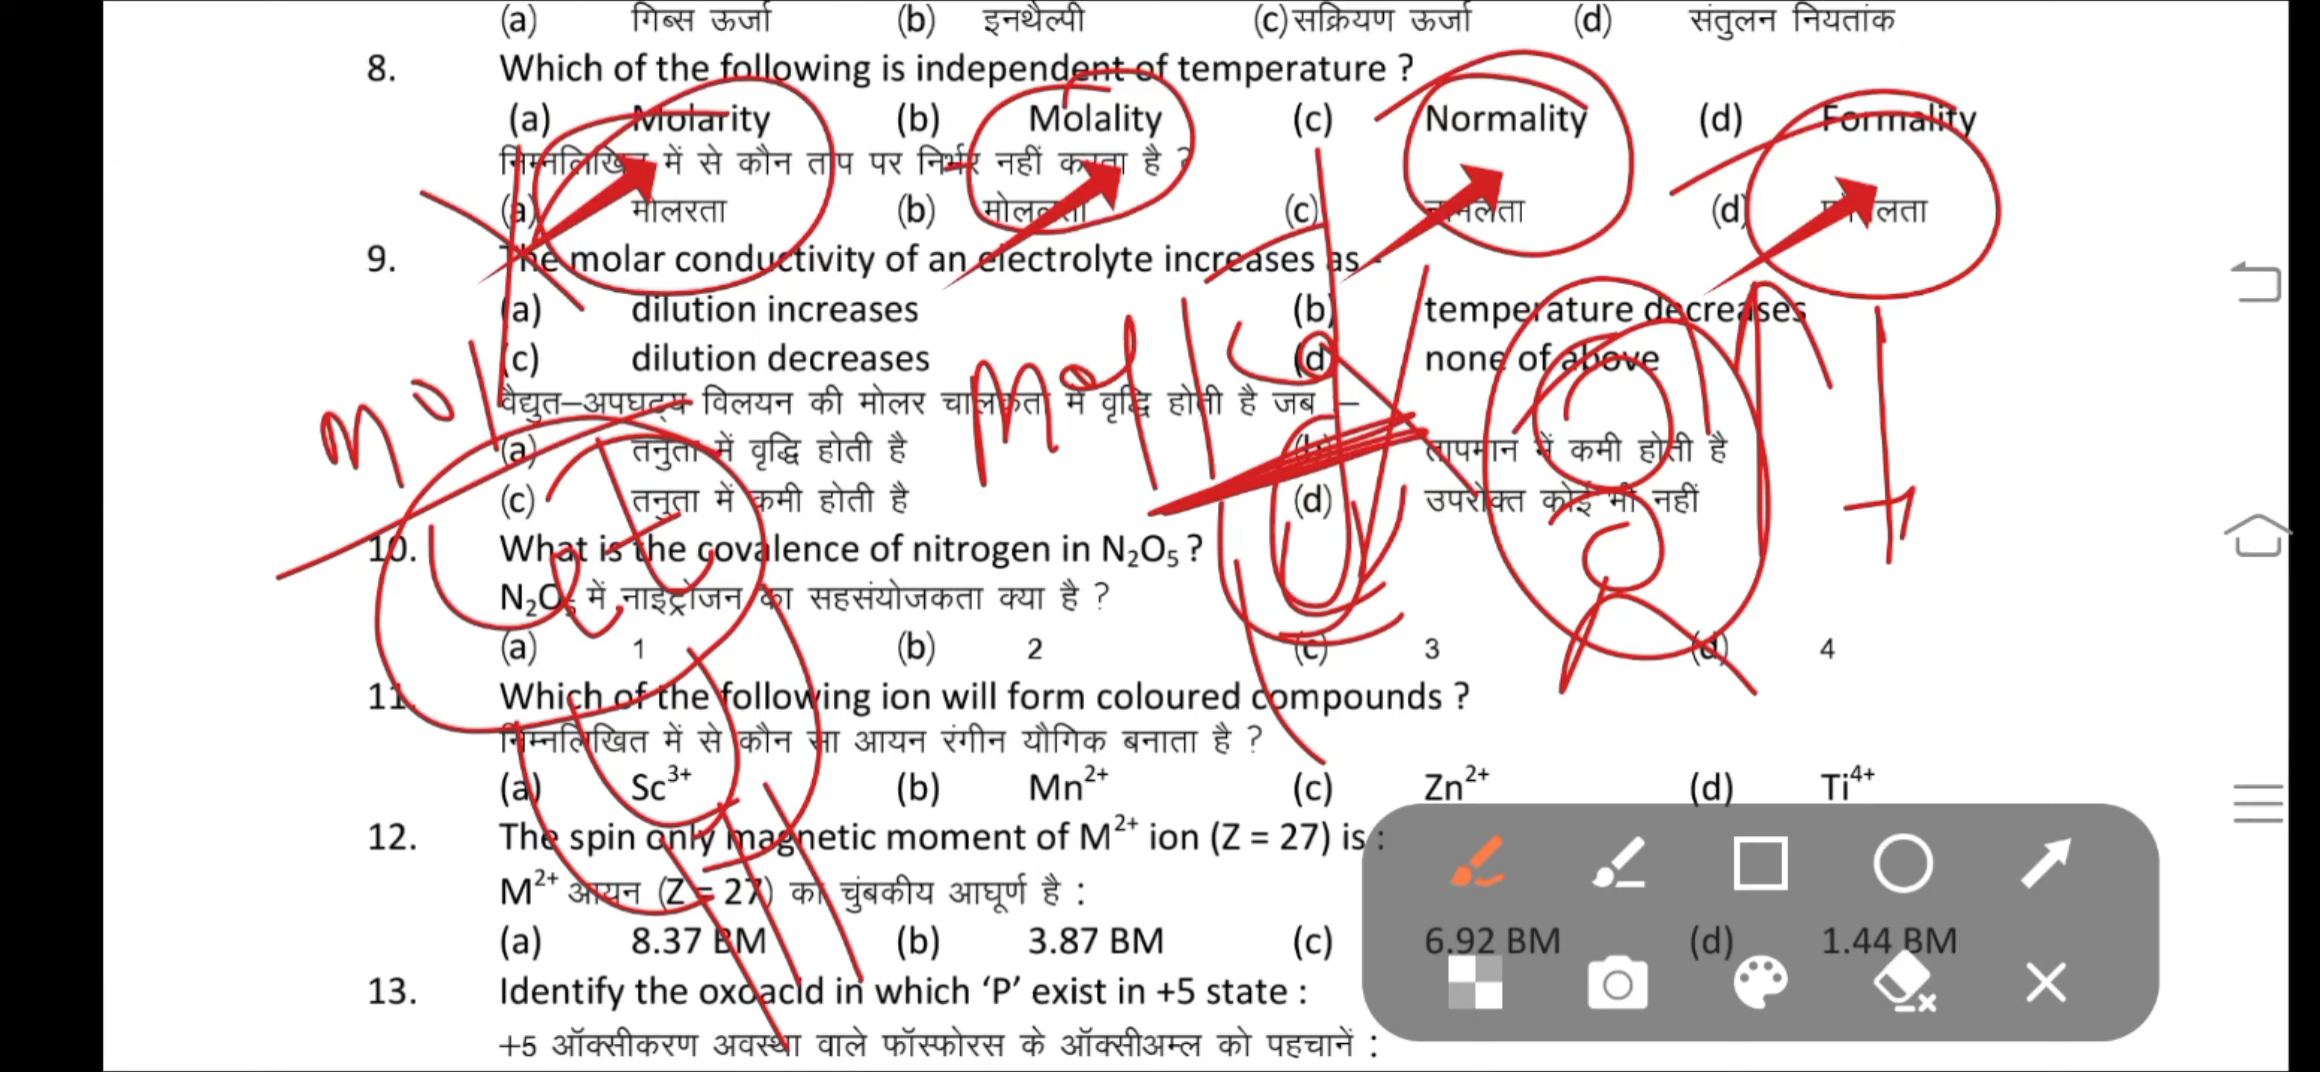 (a) गिब्स ऊर्जा (b) इनथैल्पी (c) सक्रियण ऊर्जा (d) संतुलन नियतांक
8. Which of the following is independent of temperature ?
(a) Molarity (b) Molality (c) Normality (d) Formality
निम्नलिखित में से कौन ताप पर निर्भर नहीं करता है ?
(a) मोलरता (b) मोललता (c) (d)
9. The molar conductivity of an electrolyte increases as -
(a) dilution increases (b) temperature decreases
(c) dilution decreases (d) none of above
वैद्युत–अपघट्य विलयन की मोलर चालकता में वृद्धि होती है जब –
(a) तनुता में वृद्धि होती है (b) तापमान में कमी होती है
(c) तनुता में कमी होती है (d) उपरोक्त कोई भी नहीं
10. What is the covalence of nitrogen in N₂O₅ ?
N₂O₅ में नाइट्रोजन का सहसंयोजकता क्या है ?
(a) 1 (b) 2 (c) 3 (d) 4
11. Which of the following ion will form coloured compounds ?
निम्नलिखित में से कौन सा आयन रंगीन यौगिक बनाता है ?
(a) Sc³⁺ (b) Mn²⁺ (c) Zn²⁺ (d) Ti⁴⁺
12. The spin only magnetic moment of M²⁺ ion (Z = 27) is :
M²⁺ आयन (Z = 27) का चुंबकीय आघूर्ण है :
(a) 8.37 BM (b) 3.87 BM (c) 6.92 BM (d) 1.44 BM
13. Identify the oxoacid in which ‘P’ exist in +5 state :
+5 ऑक्सीकरण अवस्था वाले फॉस्फोरस के ऑक्सीअम्ल को पहचानें :
mol
mol